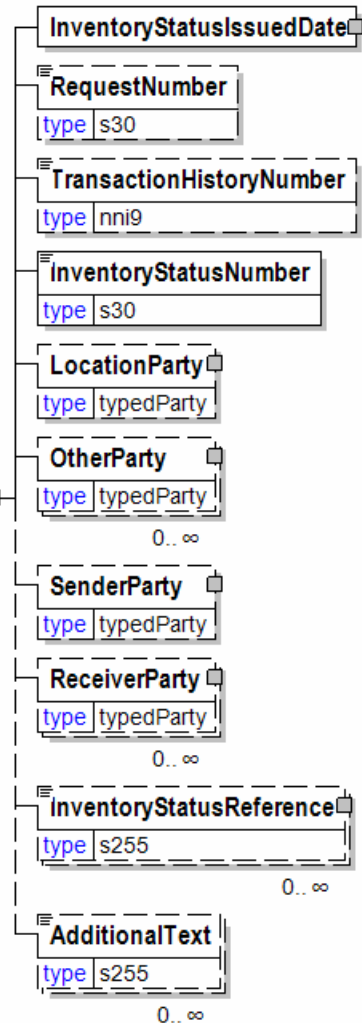 InventoryStatusIssuedDate
RequestNumber
type s30
TransactionHistoryNumber
type nni9
InventoryStatusNumber
type s30
LocationParty
type typedParty
OtherParty
type typedParty
0.. ∞
SenderParty
type typedParty
ReceiverParty
type typedParty
0.. ∞
InventoryStatusReference
type s255
0.. ∞
AdditionalText
type s255
0.. ∞